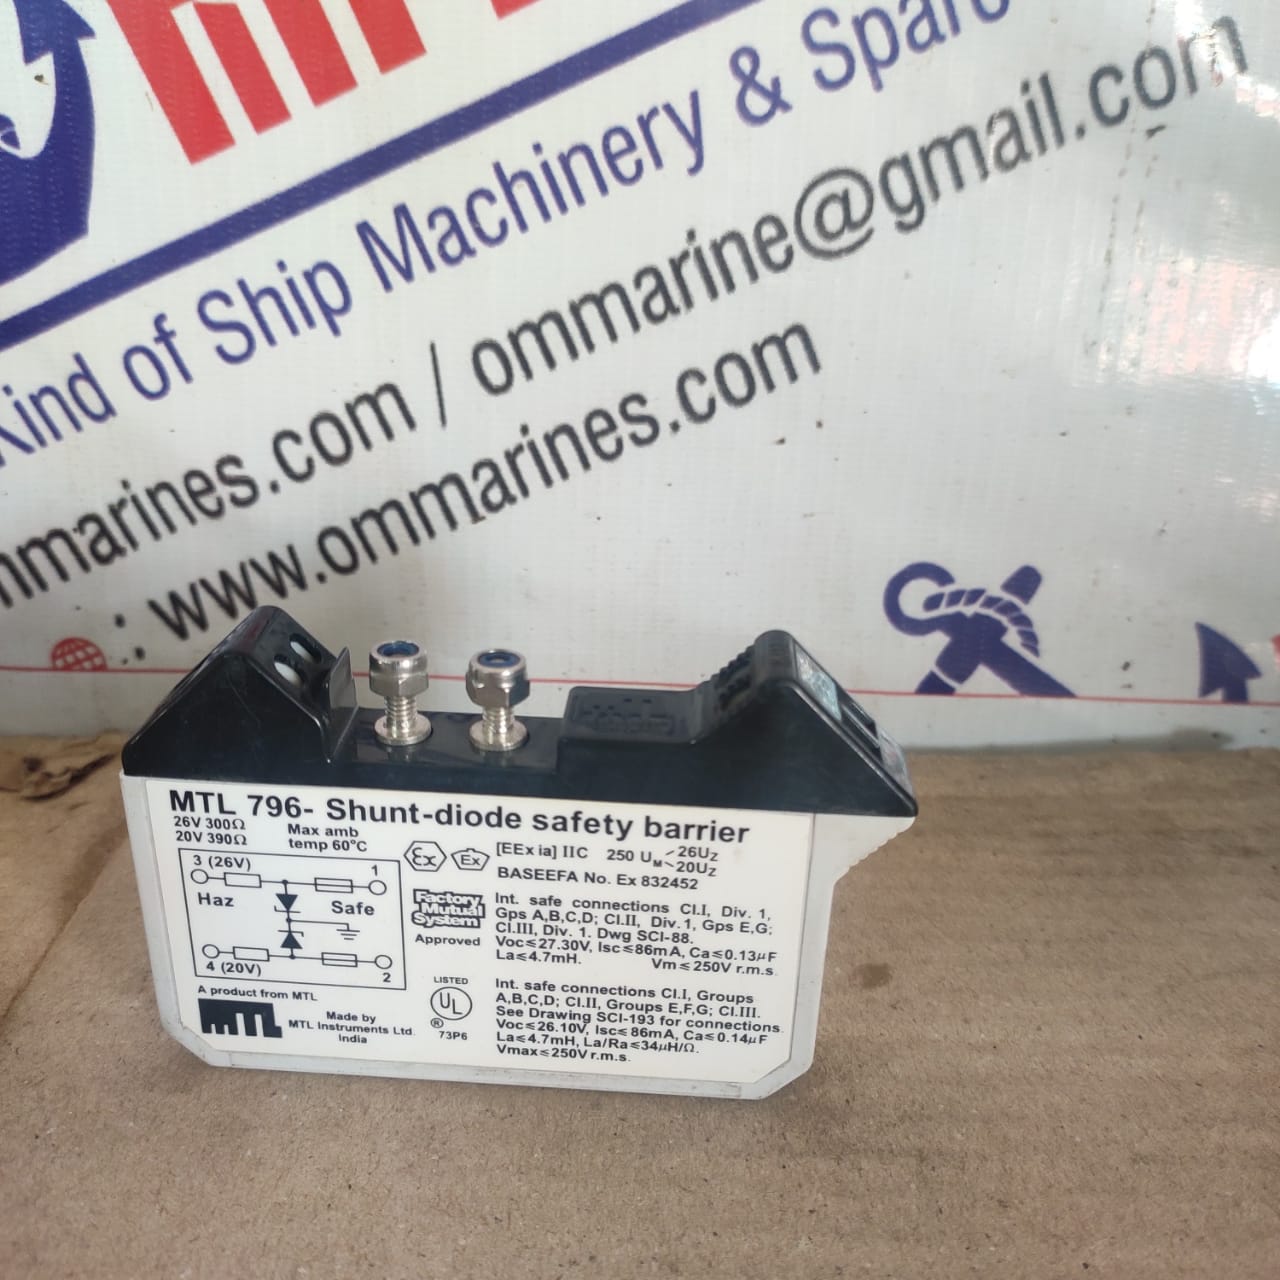 Kind of Ship Machinery & Spare
mmarines.com / ommarine@gmail.com
: www.ommarines.com
MTL 796- Shunt-diode safety barrier
26V 300Ω
20V 390Ω
Max amb
temp 60°C
3 (26V)
1
Haz
Safe
4 (20V)
2
A product from MTL
MTL
Made by
MTL Instruments Ltd.
India
Ex
Ex
[EEx ia] IIC 250 UM 26Uz
20Uz
BASEEFA No. Ex 832452
Factory
Mutual
System
Approved
Int. safe connections Cl.I, Div. 1,
Gps A,B,C,D; Cl.II, Div.1, Gps E,G;
Cl.III, Div. 1. Dwg SCI-88.
Voc≤27.30V, Isc≤86mA, Ca≤0.13µF
La≤4.7mH. Vm≤250V r.m.s.
LISTED
UL
®
73P6
Int. safe connections Cl.I, Groups
A,B,C,D; Cl.II, Groups E,F,G; Cl.III.
See Drawing SCI-193 for connections.
Voc≤26.10V, Isc≤86mA, Ca≤0.14µF
La≤4.7mH, La/Ra≤34µH/Ω.
Vmax≤250V r.m.s.